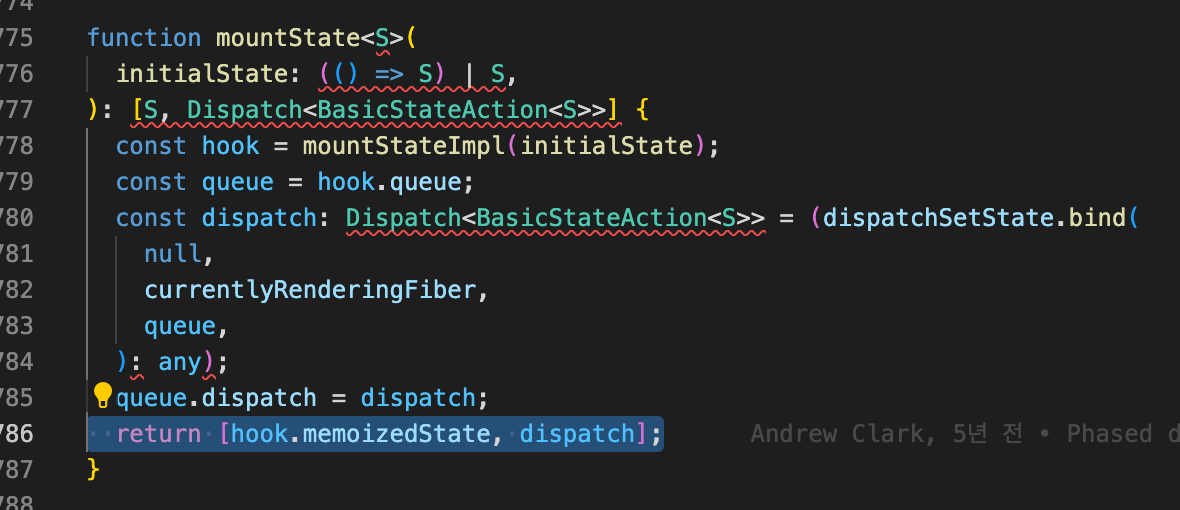 774
775 function mountState<S>(
776 initialState: (() => S) | S,
777 ): [S, Dispatch<BasicStateAction<S>>] {
778 const hook = mountStateImpl(initialState);
779 const queue = hook.queue;
780 const dispatch: Dispatch<BasicStateAction<S>> = (dispatchSetState.bind(
781 null,
782 currentlyRenderingFiber,
783 queue,
784 ): any);
785 queue.dispatch = dispatch;
786 return [hook.memoizedState, dispatch]; Andrew Clark, 5년 전 • Phased
787 }
788